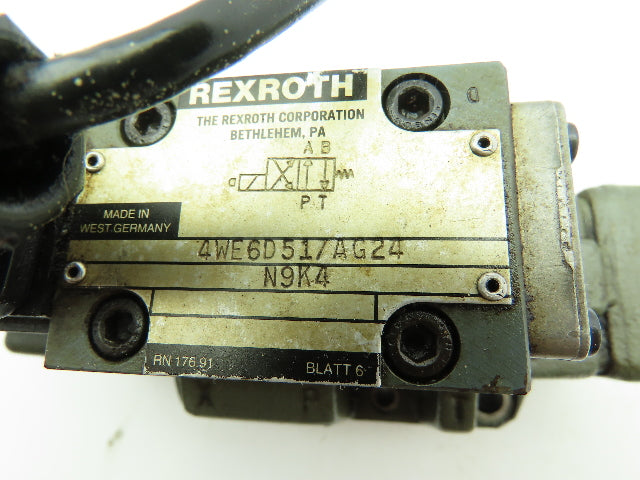 REXROTH
THE REXROTH CORPORATION
BETHLEHEM, PA
A B
a
P T
MADE IN
WEST GERMANY
4WE6D51/AG24
N9K4
RN 176.91 BLATT 6